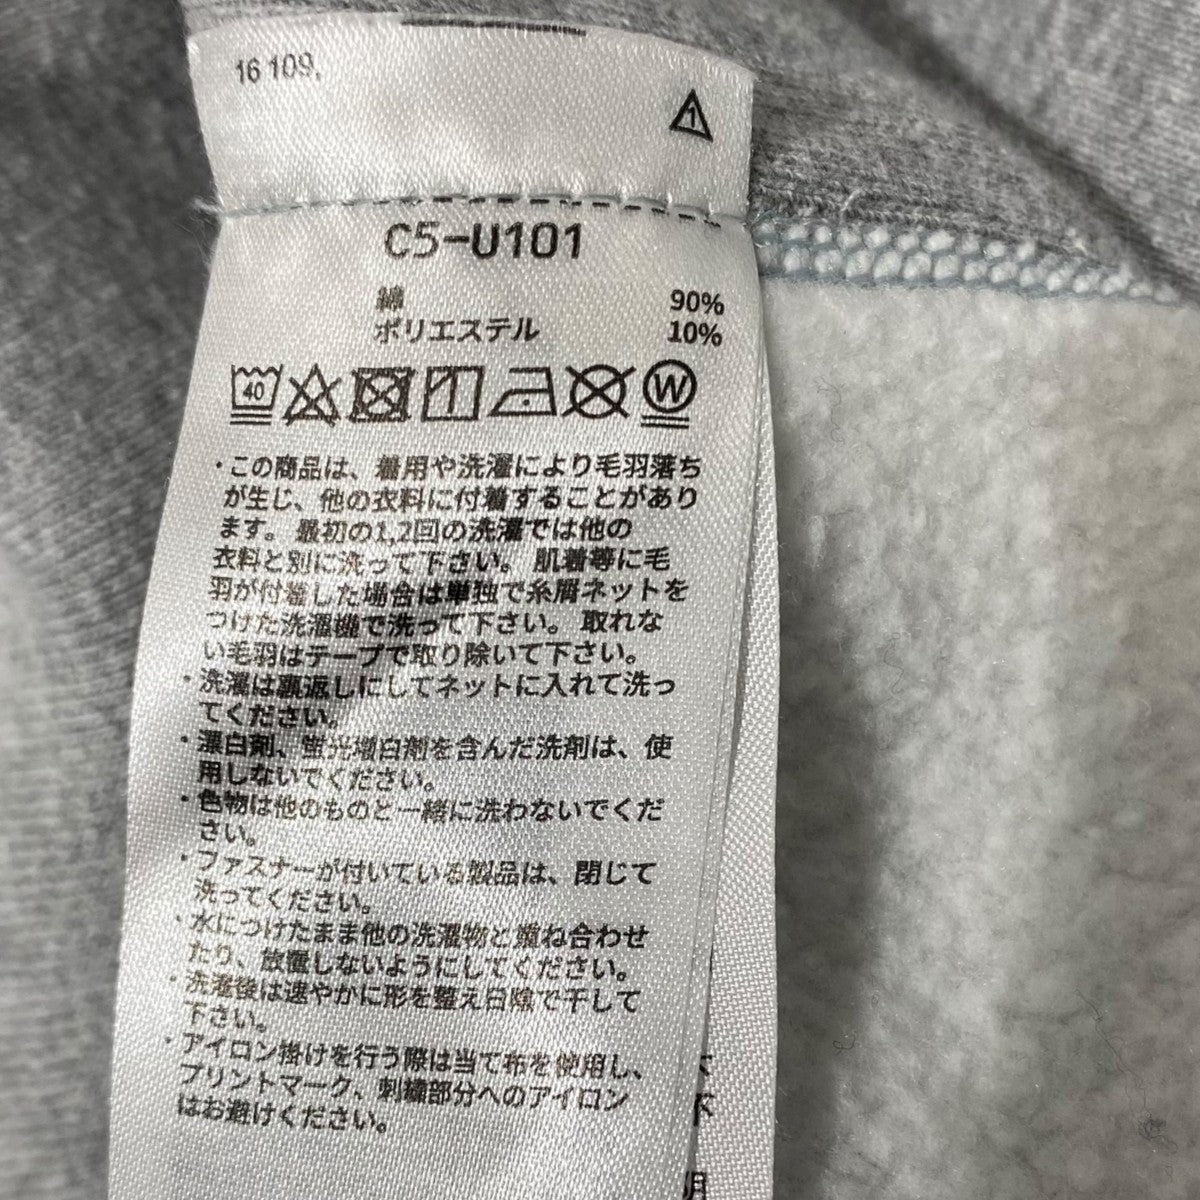 16 109.
1
C5-U101
綿 90%
ポリエステル 10%
40 W
・この商品は、着用や洗濯により毛羽落ち
が生じ、他の衣料に付着することがあり
ます。最初の1,2回の洗濯では他の
衣料と別に洗って下さい。肌着等に毛
羽が付着した場合は単独で糸屑ネットを
つけた洗濯機で洗って下さい。取れな
い毛羽はテープで取り除いて下さい。
・洗濯は裏返しにしてネットに入れて洗っ
てください。
・漂白剤、蛍光増白剤を含んだ洗剤は、使
用しないでください。
・色物は他のものと一緒に洗わないでくだ
さい。
・ファスナーが付いている製品は、閉じて
洗ってください。
・水につけたまま他の洗濯物と重ね合わせ
たり、放置しないようにしてください。
・洗濯後は速やかに形を整え日陰で干して
下さい。
・アイロン掛けを行う際は当て布を使用し、
プリントマーク、刺繍部分へのアイロン
はお避けください。